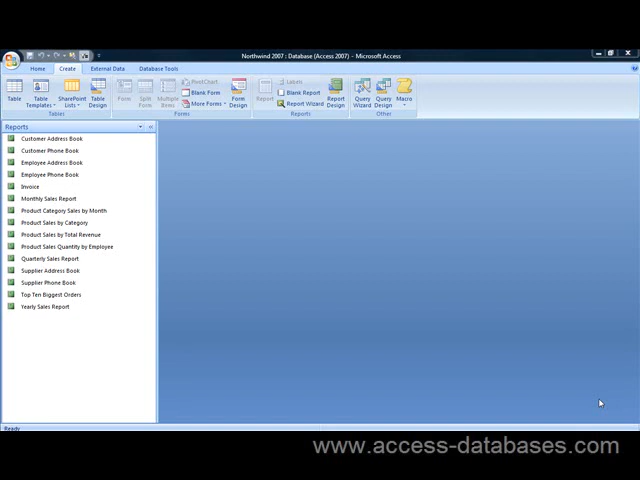 Northwind 2007 : Database (Access 2007) - Microsoft Access
Home Create External Data Database Tools
Table
Table Templates
SharePoint Lists
Table Design
Form
Split Form
Multiple Items
PivotChart
Blank Form
More Forms
Form Design
Report
Labels
Blank Report
Report Wizard
Report Design
Query Wizard
Query Design
Macro
Tables Forms Reports Other
Reports
Customer Address Book
Customer Phone Book
Employee Address Book
Employee Phone Book
Invoice
Monthly Sales Report
Product Category Sales by Month
Product Sales by Category
Product Sales by Total Revenue
Product Sales Quantity by Employee
Quarterly Sales Report
Supplier Address Book
Supplier Phone Book
Top Ten Biggest Orders
Yearly Sales Report
Ready
www.access-databases.com